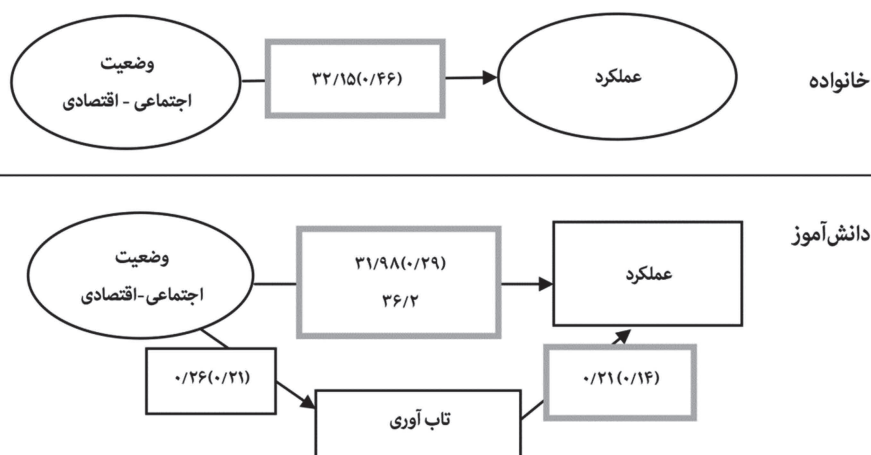 خانواده
وضعیت
اجتماعی - اقتصادی
۳۲/۱۵(۰/۴۶)
عملکرد
دانش‌آموز
وضعیت
اجتماعی-اقتصادی
۳۱/۹۸(۰/۲۹)
۳۶/۲
عملکرد
۰/۲۶(۰/۲۱)
۰/۲۱(۰/۱۴)
تاب آوری